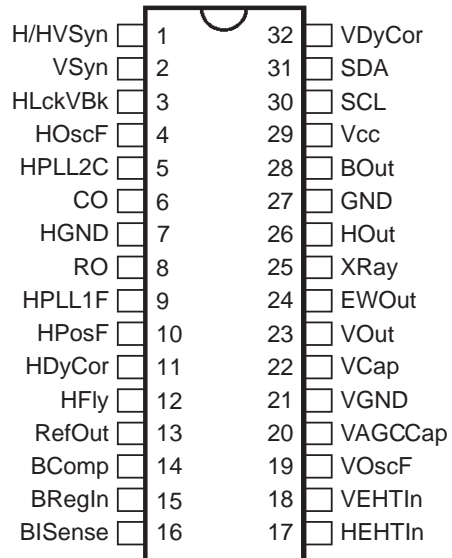 H/HVSyn 1 32 VDyCor
VSyn 2 31 SDA
HLckVBk 3 30 SCL
HOscF 4 29 Vcc
HPLL2C 5 28 BOut
CO 6 27 GND
HGND 7 26 HOut
RO 8 25 XRay
HPLL1F 9 24 EWOut
HPosF 10 23 VOut
HDyCor 11 22 VCap
HFly 12 21 VGND
RefOut 13 20 VAGCCap
BComp 14 19 VOscF
BRegIn 15 18 VEHTIn
BISense 16 17 HEHTIn